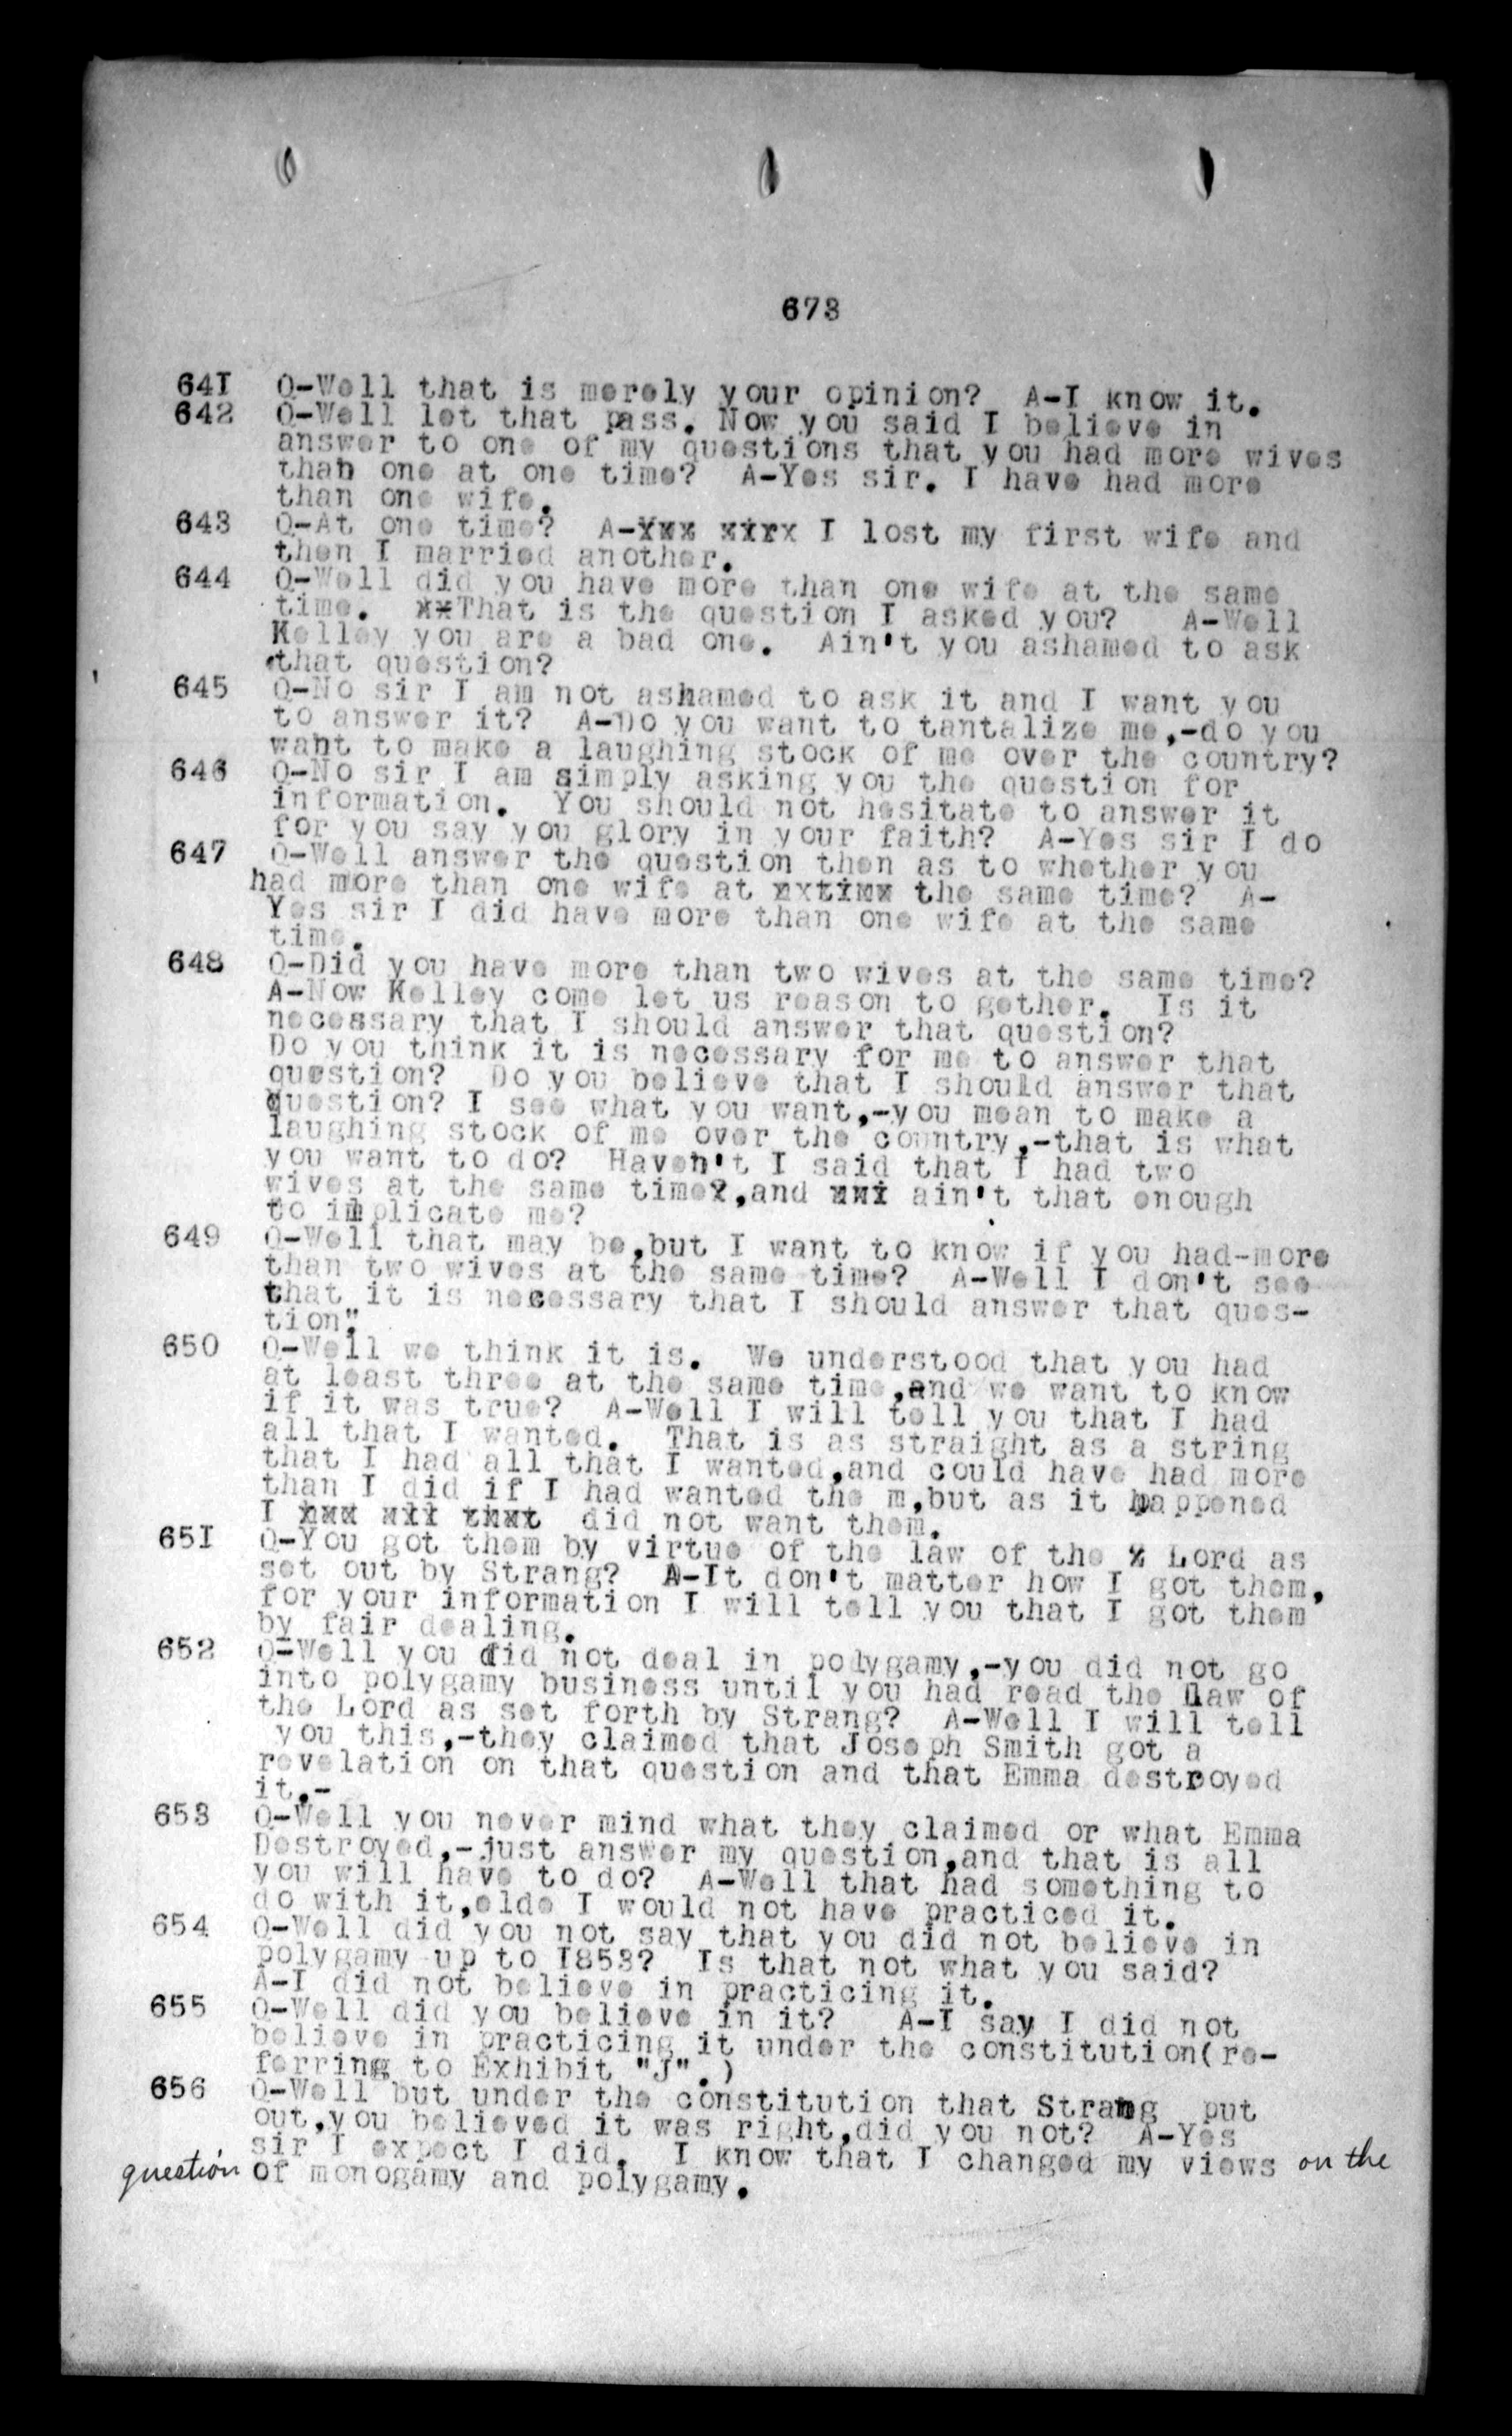 673
641 Q-Well that is merely your opinion? A-I know it.
642 Q-Well let that pass. Now you said I believe in
answer to one of my questions that you had more wives
than one at one time? A-Yes sir. I have had more
than one wife.
643 Q-At one time? A-Yxx xirx I lost my first wife and
then I married another.
644 Q-Well did you have more than one wife at the same
time. xxThat is the question I asked you? A-Well
Kelley you are a bad one. Ain't you ashamed to ask
that question?
645 Q-No sir I am not ashamed to ask it and I want you
to answer it? A-Do you want to tantalize me,-do you
want to make a laughing stock of me over the country?
646 Q-No sir I am simply asking you the question for
information. You should not hesitate to answer it
for you say you glory in your faith? A-Yes sir I do
647 Q-Well answer the question then as to whether you
had more than one wife at xxtimx the same time? A-
Yes sir I did have more than one wife at the same
time.
648 Q-Did you have more than two wives at the same time?
A-Now Kelley come let us reason to gether. Is it
necessary that I should answer that question?
Do you think it is necessary for me to answer that
question? Do you believe that I should answer that
question? I see what you want,-you mean to make a
laughing stock of me over the country,-that is what
you want to do? Haven't I said that I had two
wives at the same time?,and xxi ain't that enough
to implicate me?
649 Q-Well that may be,but I want to know if you had-more
than two wives at the same time? A-Well I don't see
that it is necessary that I should answer that ques-
tion".
650 Q-Well we think it is. We understood that you had
at least three at the same time,and we want to know
if it was true? A-Well I will tell you that I had
all that I wanted. That is as straight as a string
that I had all that I wanted,and could have had more
than I did if I had wanted the m,but as it happened
I hxx xll thxt did not want them.
651 Q-You got them by virtue of the law of the x Lord as
set out by Strang? A-It don't matter how I got them,
for your information I will tell you that I got them
by fair dealing.
652 Q-Well you did not deal in polygamy,-you did not go
into polygamy business until you had read the law of
the Lord as set forth by Strang? A-Well I will tell
you this,-they claimed that Joseph Smith got a
revelation on that question and that Emma destroyed
it.-
653 Q-Well you never mind what they claimed or what Emma
Destroyed,-just answer my question,and that is all
you will have to do? A-Well that had something to
do with it,elde I would not have practiced it.
654 Q-Well did you not say that you did not believe in
polygamy up to 1853? Is that not what you said?
A-I did not believe in practicing it.
655 Q-Well did you believe in it? A-I say I did not
believe in practicing it under the constitution(re-
ferring to Exhibit "J".)
656 Q-Well but under the constitution that Strang put
out,you believed it was right,did you not? A-Yes
sir I expect I did. I know that I changed my views on the
question of monogamy and polygamy.